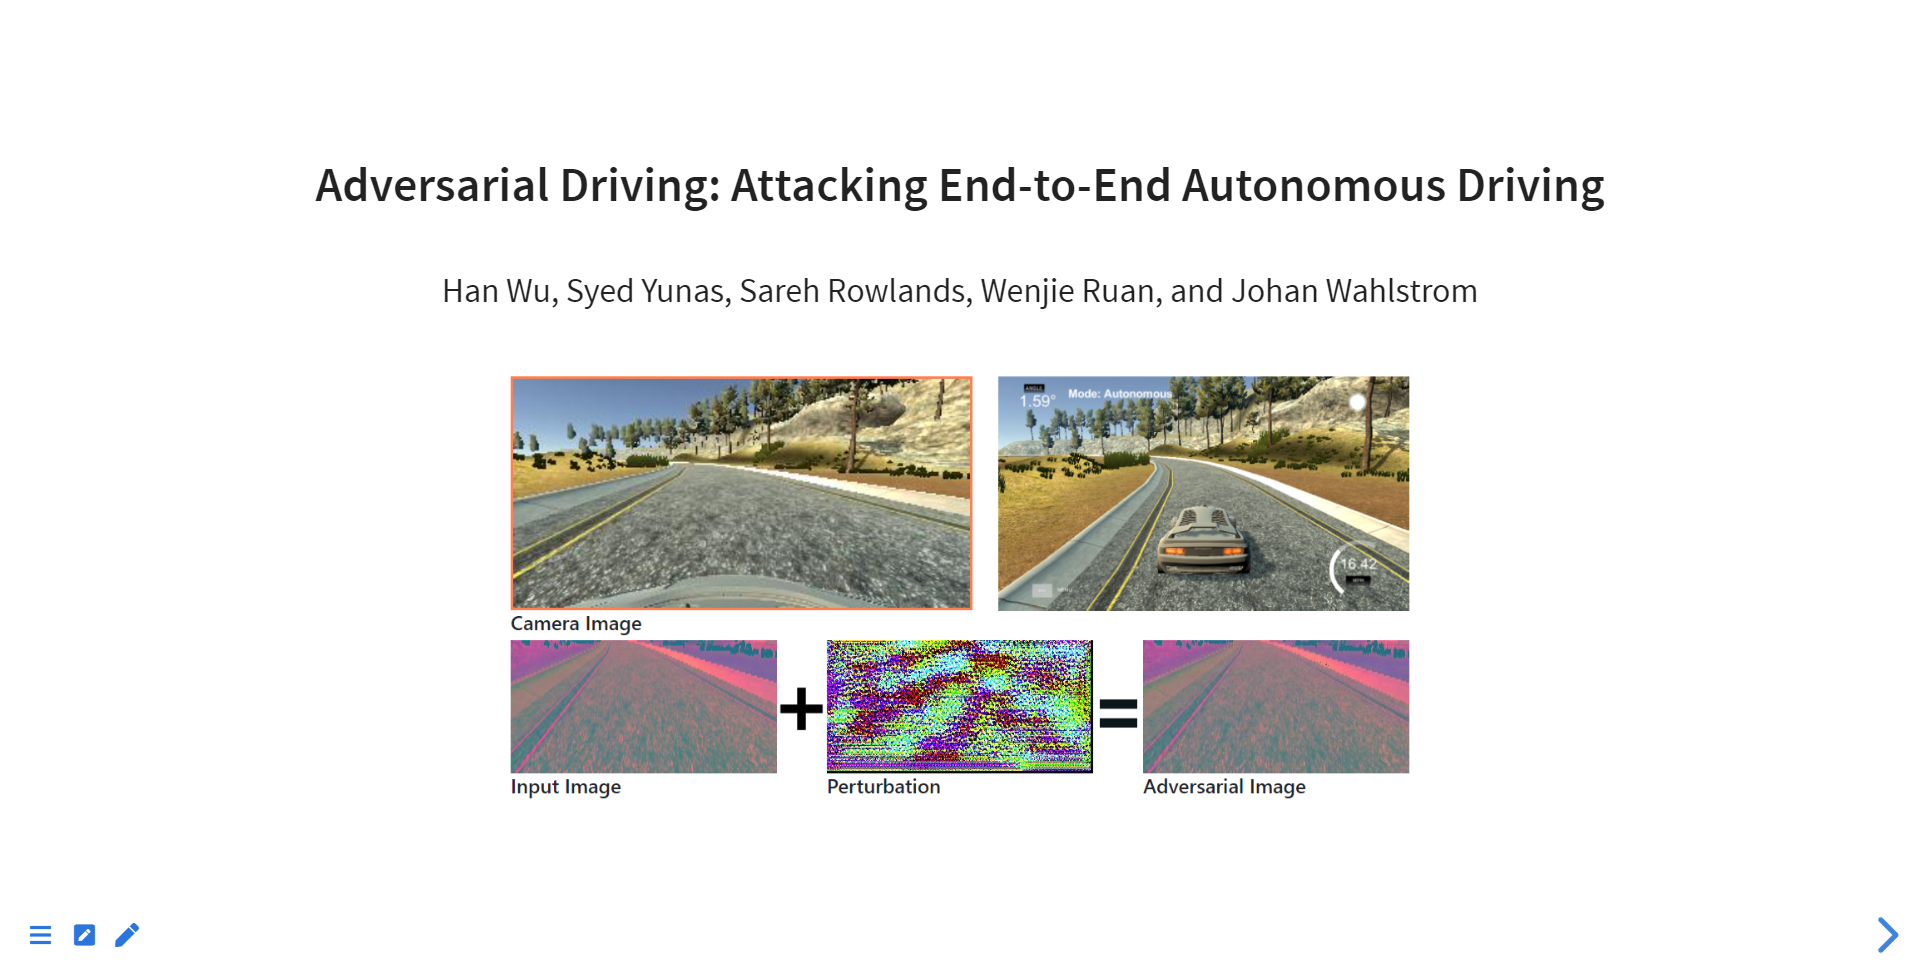 Adversarial Driving: Attacking End-to-End Autonomous Driving
Han Wu, Syed Yunas, Sareh Rowlands, Wenjie Ruan, and Johan Wahlstrom
ANGLE
1.59°
Mode: Autonomous
16.42
Camera Image
Input Image
Perturbation
Adversarial Image